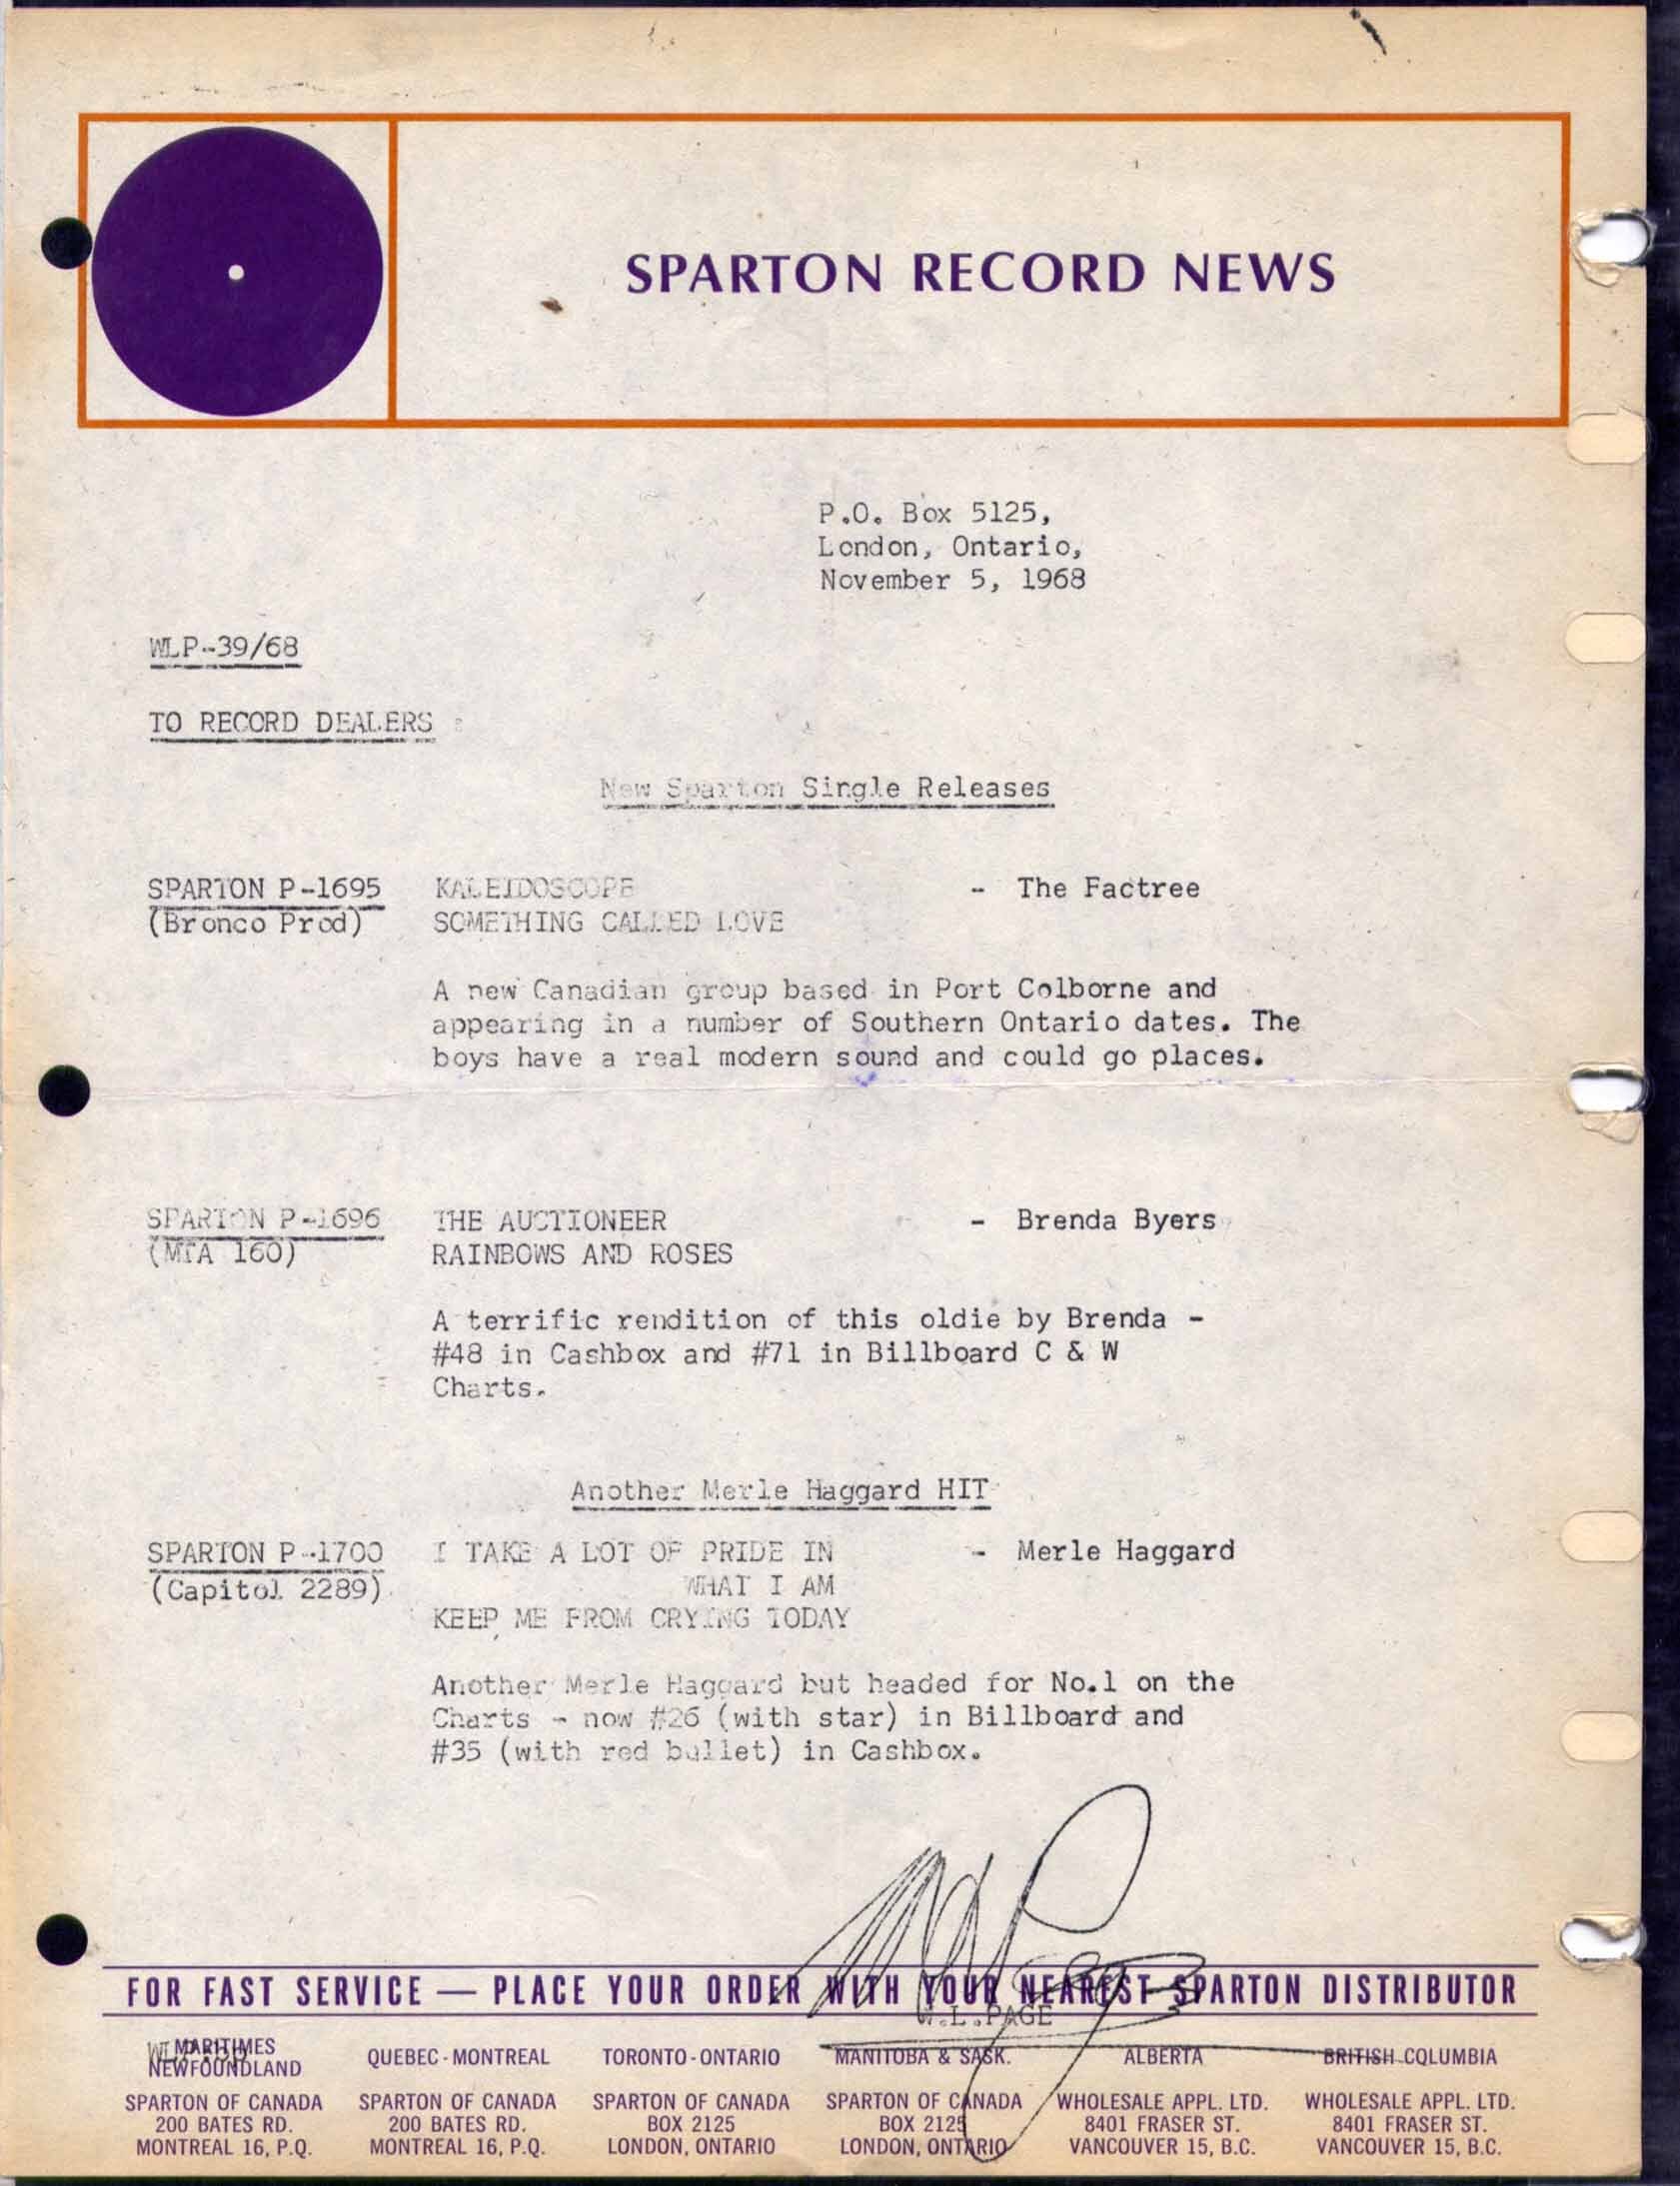 SPARTON RECORD NEWS
P.O. Box 5125,
London, Ontario,
November 5, 1968
WLP-39/68
TO RECORD DEALERS :
New Sparton Single Releases
SPARTON P-1695 KALEIDOSCOPE - The Factree
(Bronco Prod) SOMETHING CALLED LOVE
A new Canadian group based in Port Colborne and
appearing in a number of Southern Ontario dates. The
boys have a real modern sound and could go places.
SPARTON P-1696 THE AUCTIONEER - Brenda Byers
(MTA 160) RAINBOWS AND ROSES
A terrific rendition of this oldie by Brenda -
#48 in Cashbox and #71 in Billboard C & W
Charts.
Another Merle Haggard HIT
SPARTON P-1700 I TAKE A LOT OF PRIDE IN - Merle Haggard
(Capitol 2289) WHAT I AM
KEEP ME FROM CRYING TODAY
Another Merle Haggard but headed for No.1 on the
Charts - now #26 (with star) in Billboard and
#35 (with red bullet) in Cashbox.
FOR FAST SERVICE — PLACE YOUR ORDER WITH YOUR NEAREST SPARTON DISTRIBUTOR
W.L.PAGE
MARITIMES
NEWFOUNDLAND QUEBEC-MONTREAL TORONTO-ONTARIO MANITOBA & SASK. ALBERTA BRITISH COLUMBIA
SPARTON OF CANADA SPARTON OF CANADA SPARTON OF CANADA SPARTON OF CANADA WHOLESALE APPL. LTD. WHOLESALE APPL. LTD.
200 BATES RD. 200 BATES RD. BOX 2125 BOX 2125 8401 FRASER ST. 8401 FRASER ST.
MONTREAL 16, P.Q. MONTREAL 16, P.Q. LONDON, ONTARIO LONDON, ONTARIO VANCOUVER 15, B.C. VANCOUVER 15, B.C.